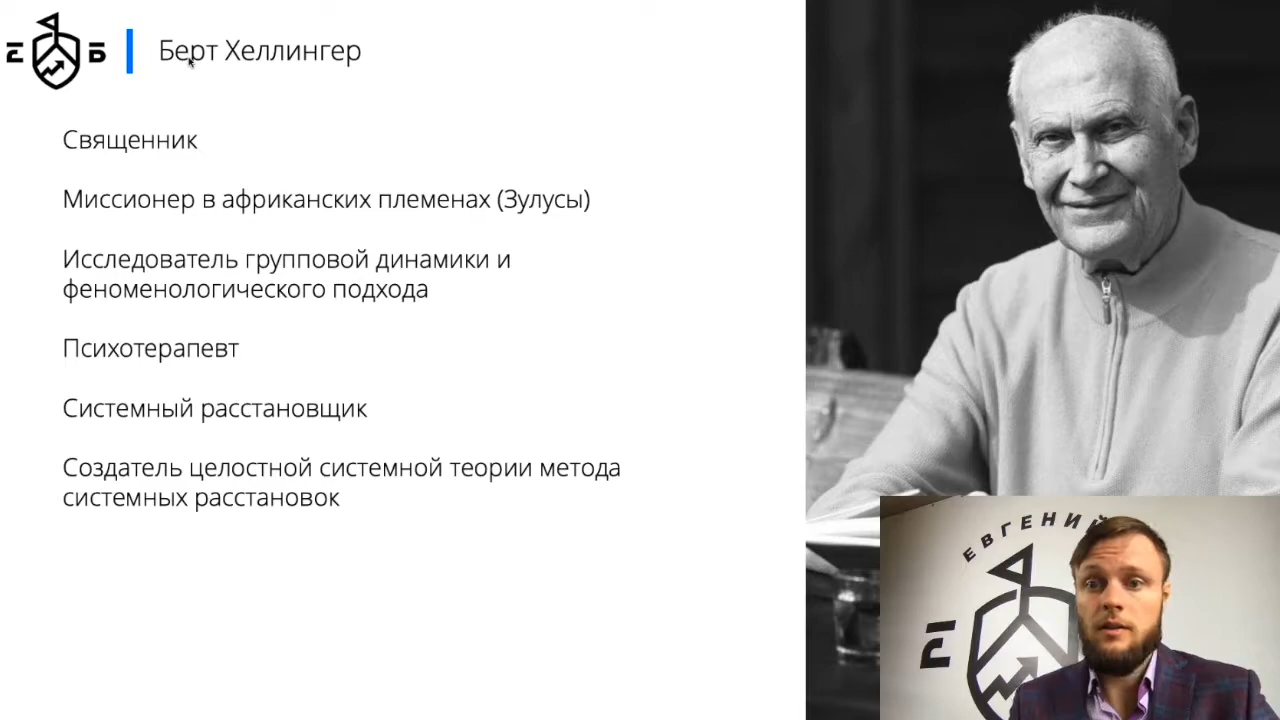 Е Б
Берт Хеллингер
Священник
Миссионер в африканских племенах (Зулусы)
Исследователь групповой динамики и
феноменологического подхода
Психотерапевт
Системный расстановщик
Создатель целостной системной теории метода
системных расстановок
ЕВГЕНИЙ
Е